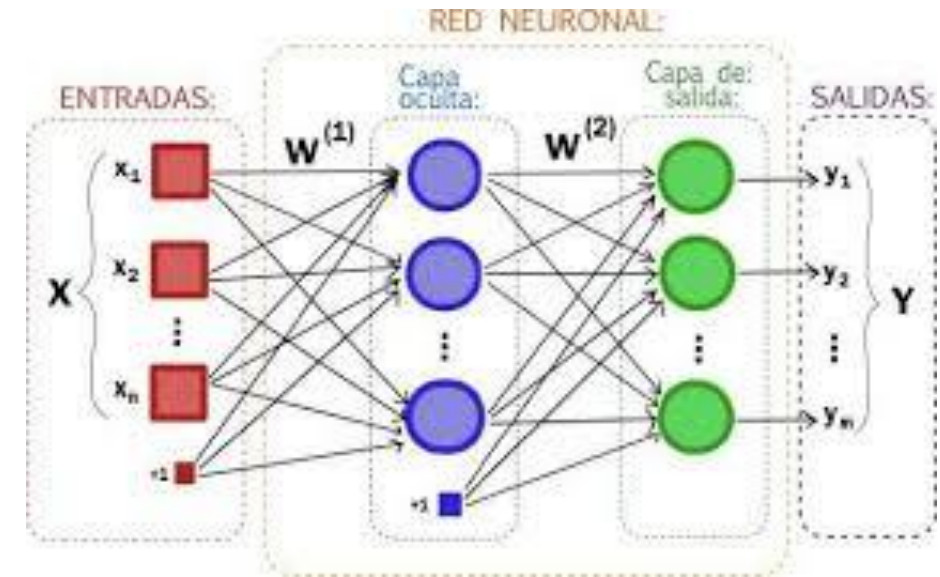 RED NEURONAL:
ENTRADAS:
Capa
oculta:
Capa de:
salida:
SALIDAS:
W(1)
W(2)
X
x1
x2
⋮
xn
+1
⋮
+1
⋮
y1
y2
⋮
ym
Y